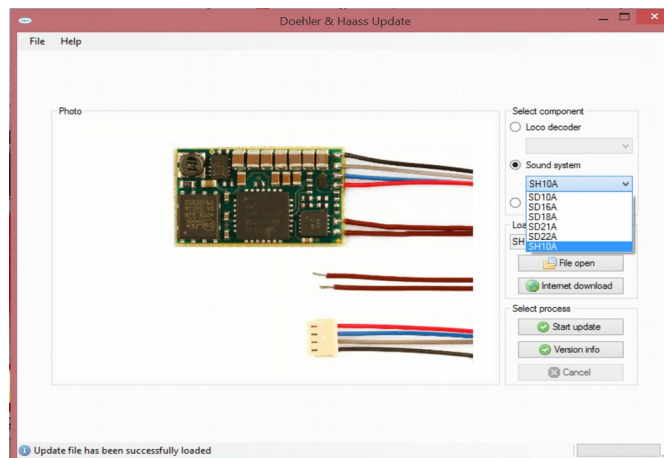 Doehler & Haass Update
File Help
Photo
Select component
Loco decoder
Sound system
SH10A
SD10A
SD16A
SD18A
SD21A
SD22A
SH10A
File open
Internet download
Select process
Start update
Version info
Cancel
Update file has been successfully loaded